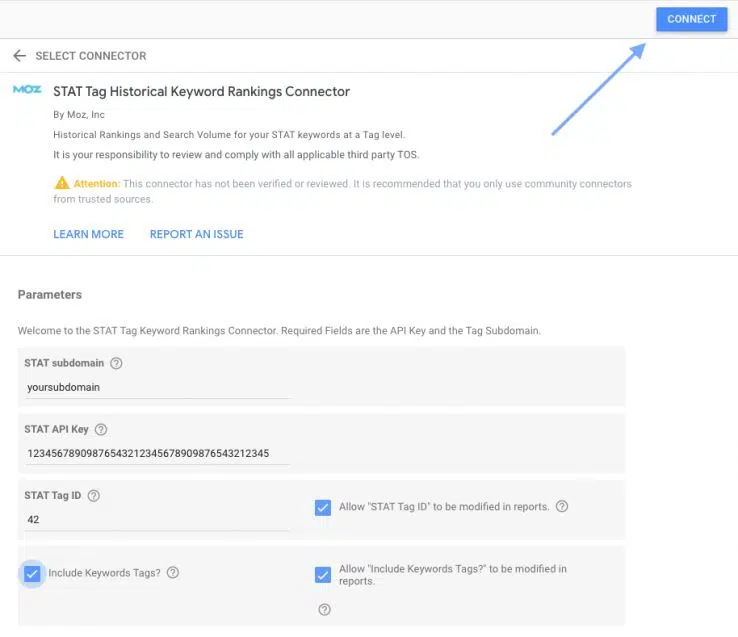 CONNECT
SELECT CONNECTOR
MOZ
STAT Tag Historical Keyword Rankings Connector
By Moz, Inc
Historical Rankings and Search Volume for your STAT keywords at a Tag level.
It is your responsibility to review and comply with all applicable third party TOS.
Attention: This connector has not been verified or reviewed. It is recommended that you only use community connectors
from trusted sources.
LEARN MORE REPORT AN ISSUE
Parameters
Welcome to the STAT Tag Keyword Rankings Connector. Required Fields are the API Key and the Tag Subdomain.
STAT subdomain ?
yoursubdomain
STAT API Key ?
1234567890987654321234567890987654321​2345
STAT Tag ID ?
42
Allow "STAT Tag ID" to be modified in reports. ?
Include Keywords Tags? ?
Allow "Include Keywords Tags?" to be modified in
reports.
?